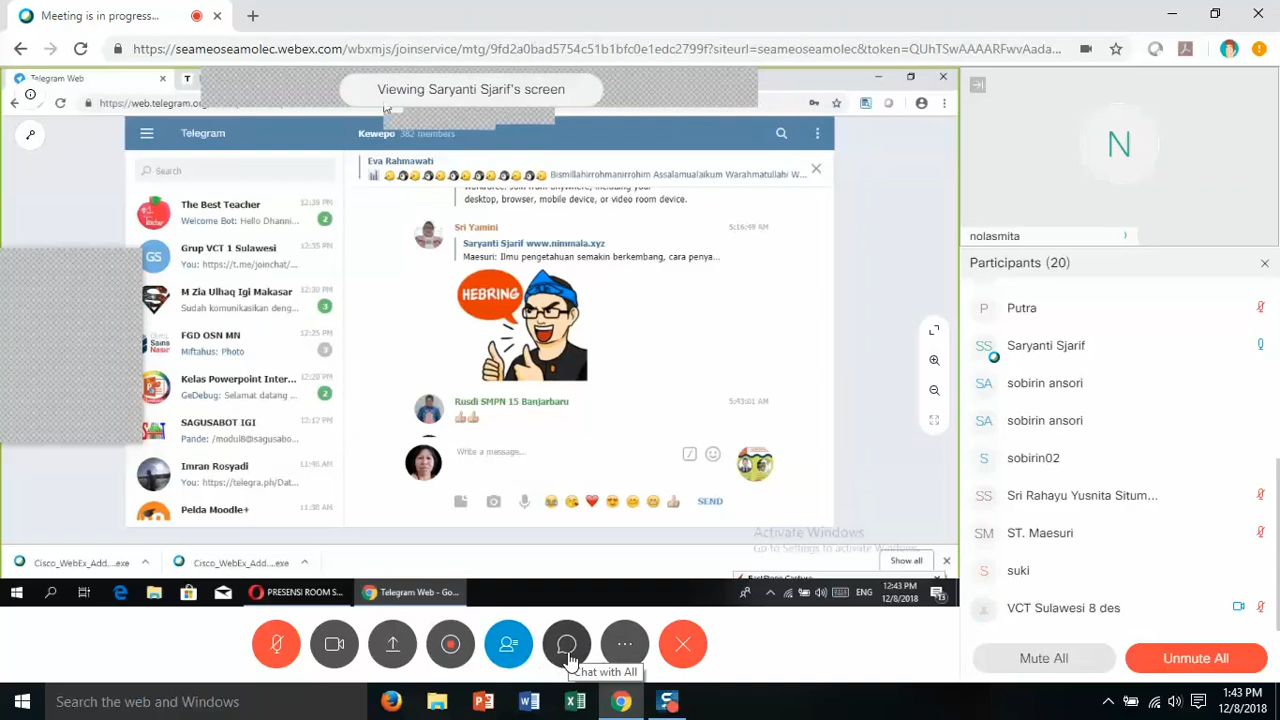 Meeting is in progress...
https://seameoseamolec.webex.com/wbxmjs/joinservice/mtg/9fd2a0bad5754c51b1bfc0e1edc2799f?siteurl=seameoseamolec&token=QUhTSwAAAARFwvAada...
Telegram Web
Viewing Saryanti Sjarif's screen
https://web.telegram.org
Telegram
Kewepo 382 members
Search
Eva Rahmawati
Bismillahirrohmanirrohim Assalamualaikum Warahmatullahi W...
The Best Teacher
12:39 PM
Welcome Bot: Hello Dhanni...
2
GS
Grup VCT 1 Sulawesi
12:35 PM
You: https://t.me/joinchat/...
M Zia Ulhaq Igi Makasar
12:30 PM
Sudah komunikasikan deng...
3
FGD OSN MN
12:25 PM
Miftahus: Photo
3
Kelas Powerpoint Inter...
12:20 PM
GeDebug: Selamat datang ...
2
SAGUSABOT IGI
12:12 PM
Pande: /modul8@sagusabo...
Imran Rosyadi
11:46 AM
You: https://telegra.ph/Dat...
Pelda Moodle+
11:38 AM
desktop, browser, mobile device, or video room device.
Sri Yamini
5:16:49 AM
Saryanti Sjarif www.nimmala.xyz
Maesuri: Ilmu pengetahuan semakin berkembang, cara penya...
HEBRING
Rusdi SMPN 15 Banjarbaru
5:43:01 AM
Write a message...
SEND
Activate Windows
Go to Settings to activate Windows.
Cisco_WebEx_Add....exe
Cisco_WebEx_Add....exe
Show all
FastStone Capture
PRESENSI ROOM S...
Telegram Web - Go...
ENG
12:43 PM
12/8/2018
N
nolasmita
Participants (20)
P Putra
SS Saryanti Sjarif
SA sobirin ansori
SA sobirin ansori
S sobirin02
SS Sri Rahayu Yusnita Situm...
SM ST. Maesuri
S suki
VCT Sulawesi 8 des
Mute All
Unmute All
Chat with All
Search the web and Windows
1:43 PM
12/8/2018